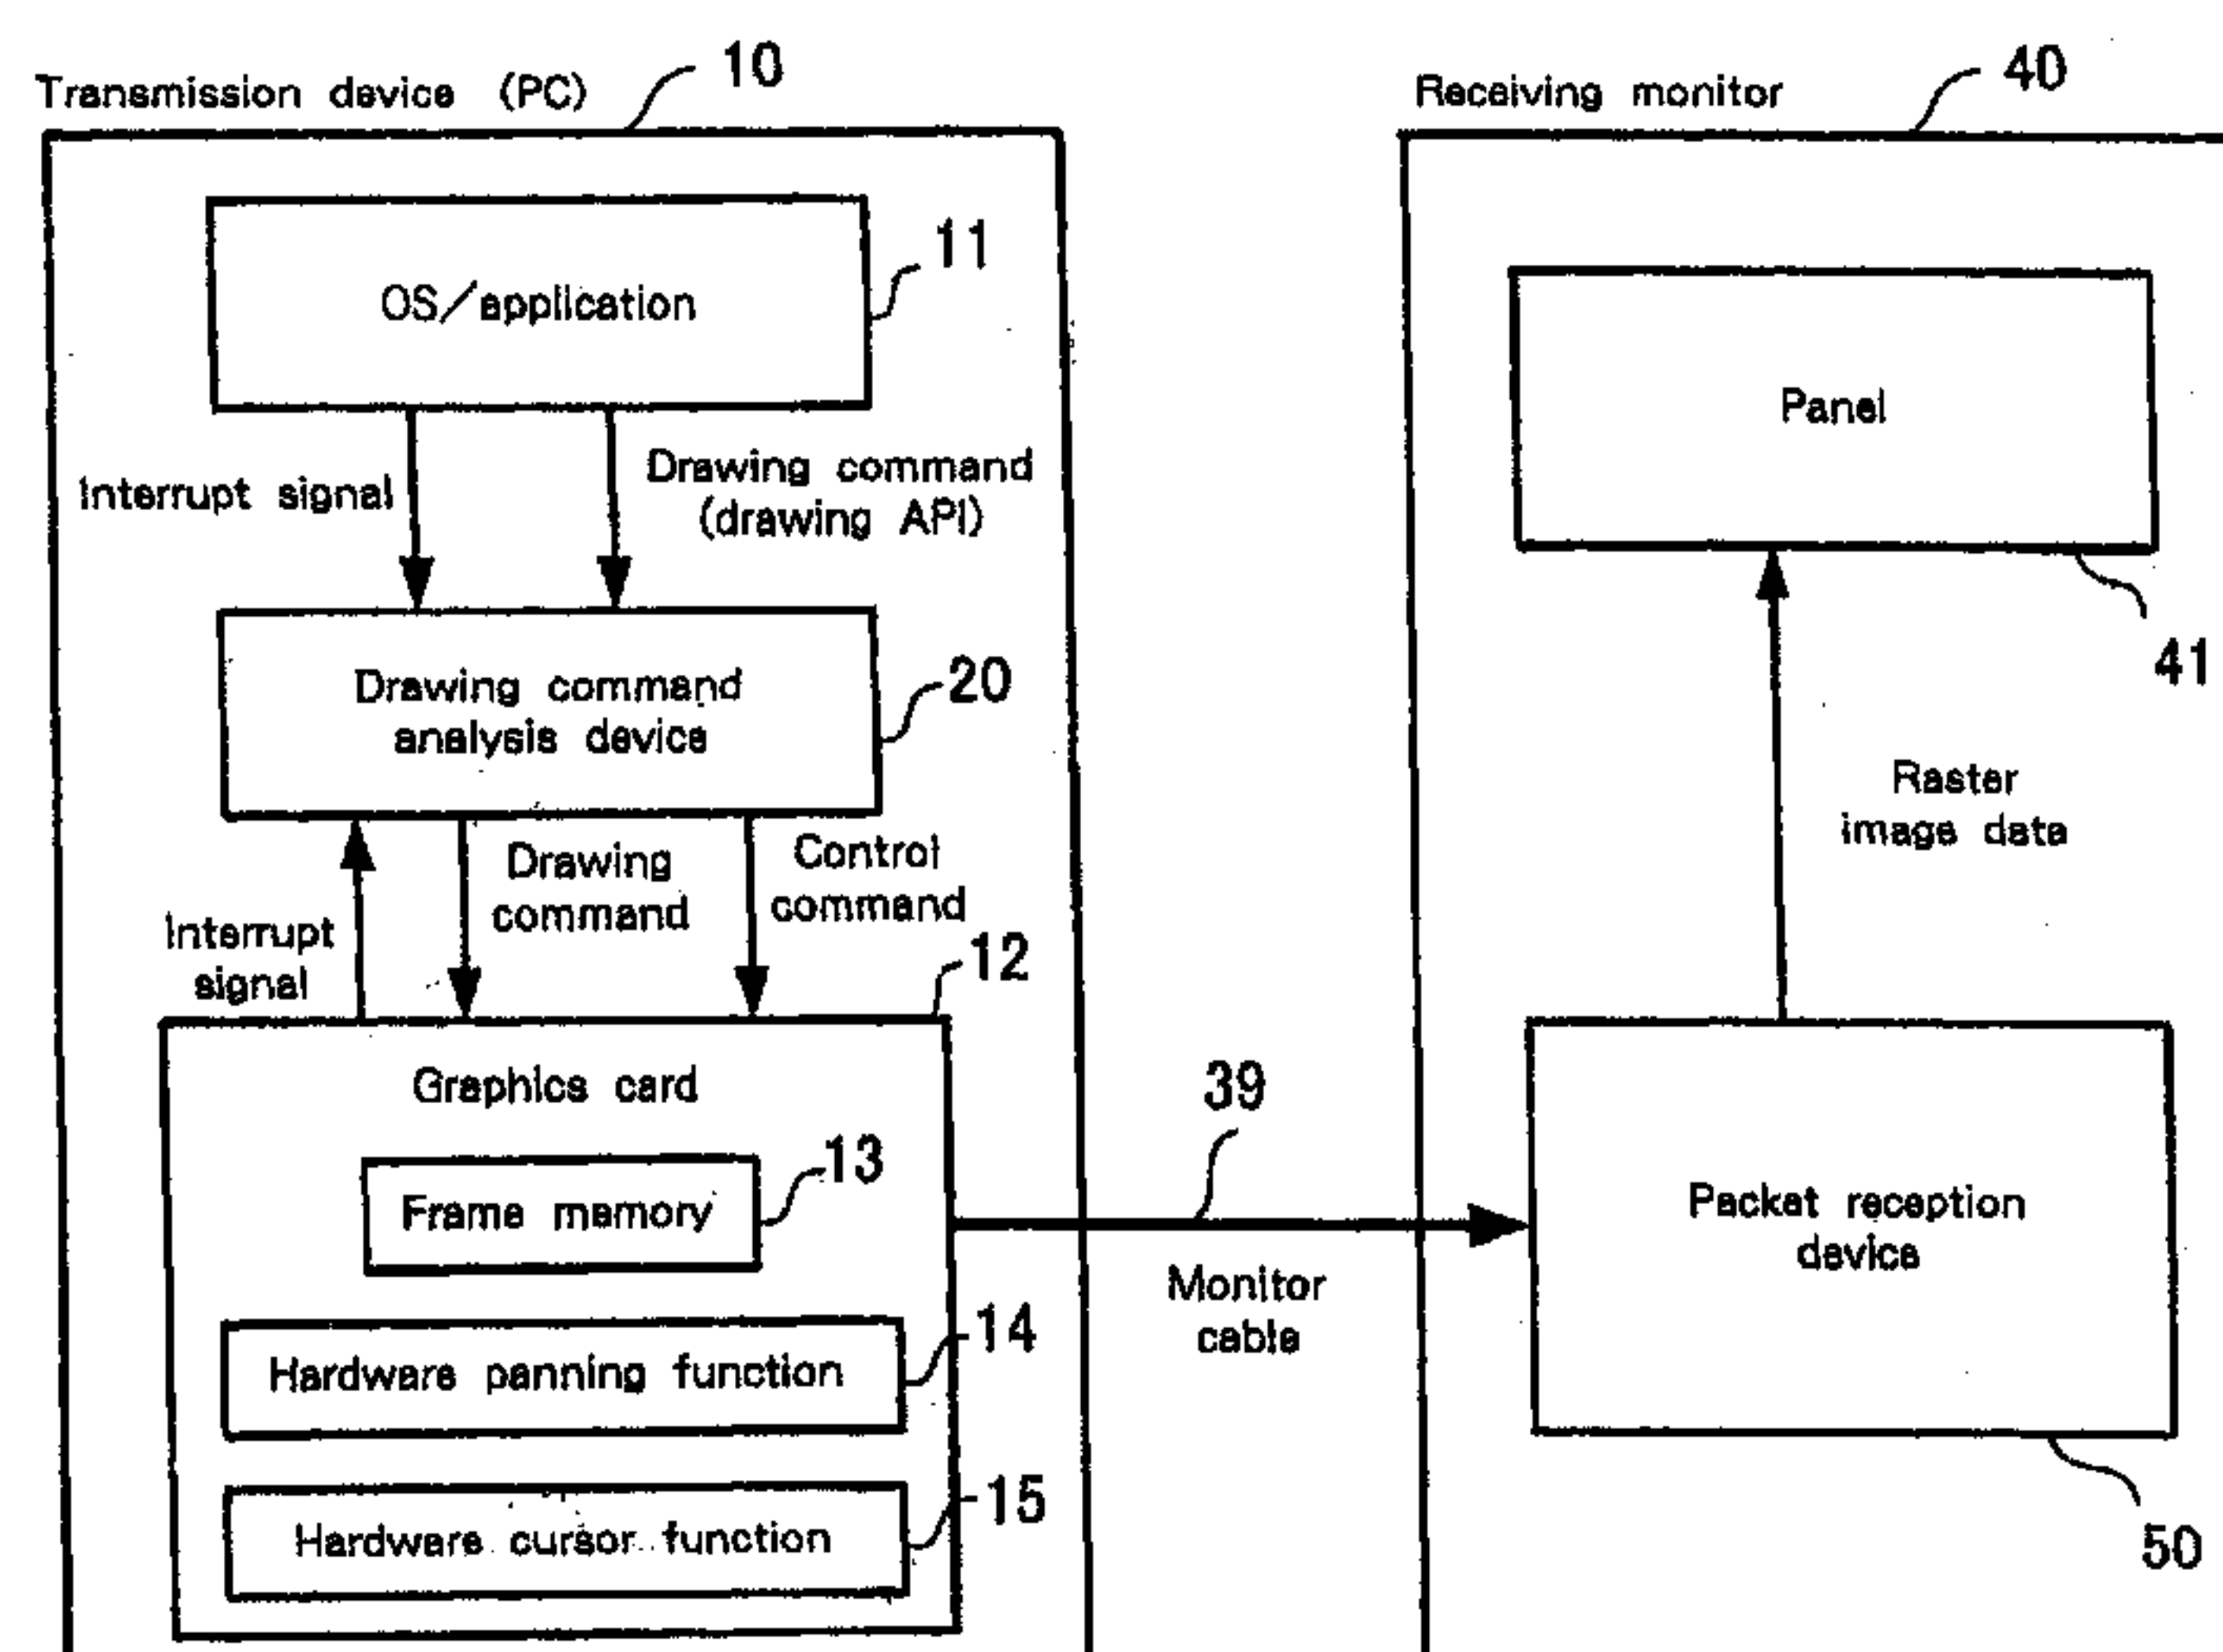 Transmission device (PC)
10
OS/application
11
Interrupt signal
Drawing command
(drawing API)
Drawing command
analysis device
20
Interrupt
signal
Drawing
command
Control
command
12
Graphics card
Frame memory
13
Hardware panning function
14
Hardware cursor function
15
39
Monitor
cable
Receiving monitor
40
Panel
41
Raster
image data
Packet reception
device
50